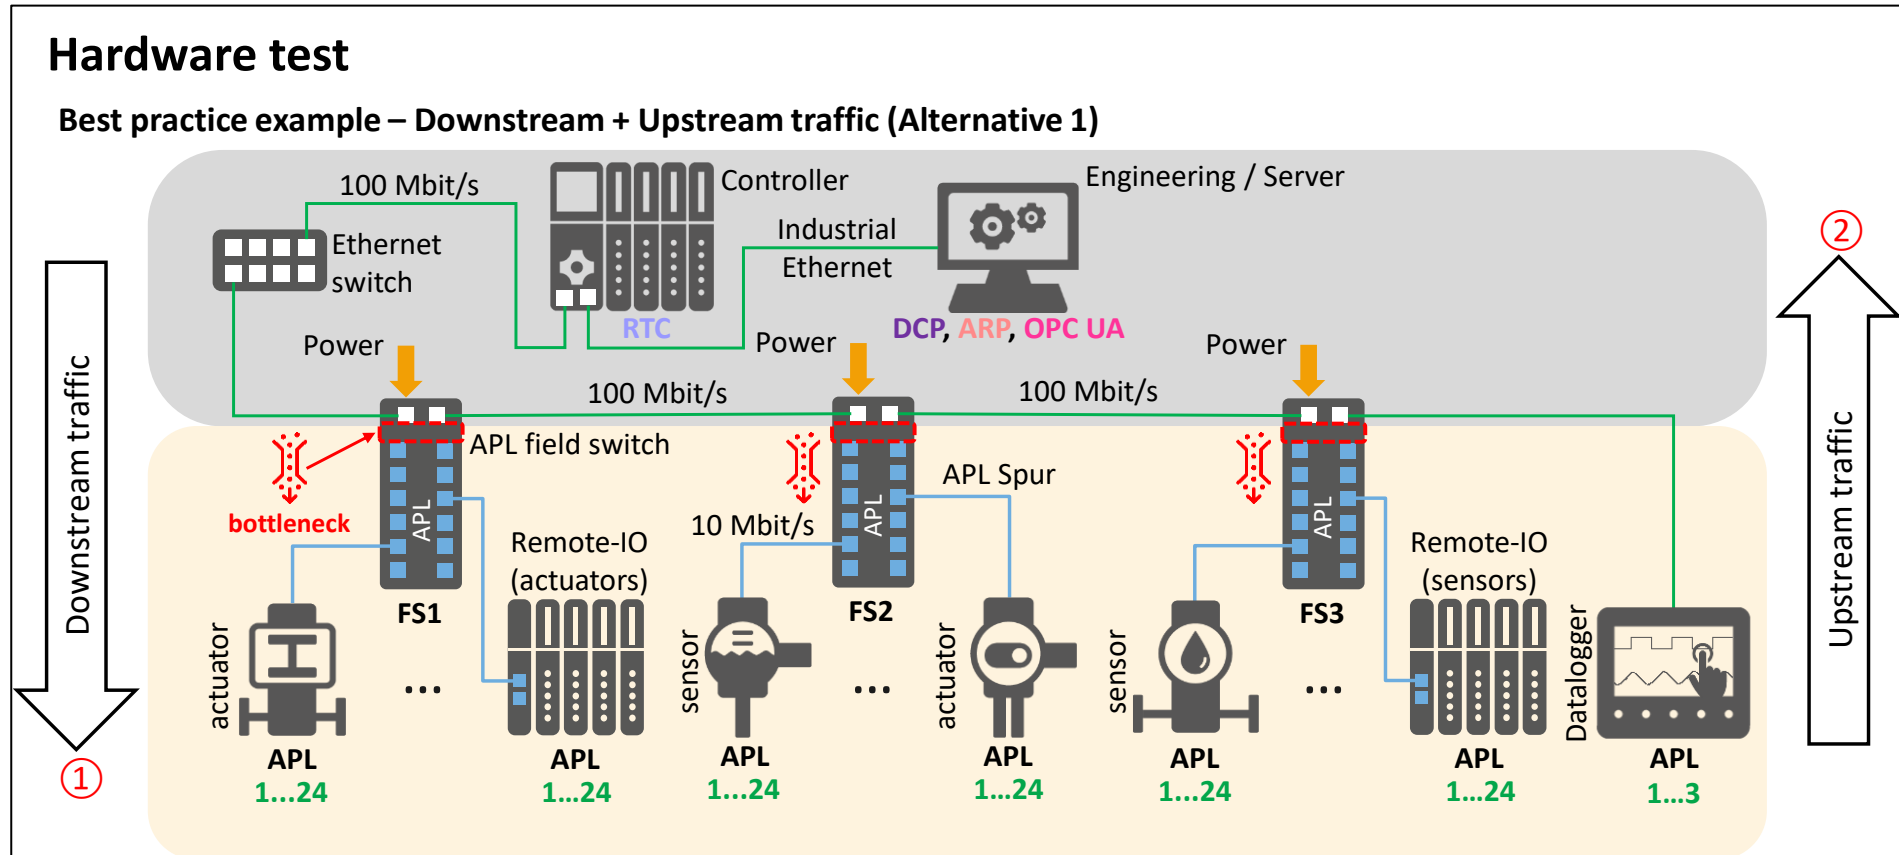 Hardware test
Best practice example – Downstream + Upstream traffic (Alternative 1)
100 Mbit/s
Controller
Engineering / Server
Ethernet
switch
Industrial
Ethernet
RTC
DCP, ARP, OPC UA
②
Power
Power
Power
100 Mbit/s
100 Mbit/s
Downstream traffic
Upstream traffic
APL field switch
APL Spur
bottleneck
10 Mbit/s
APL
APL
APL
Remote-IO
(actuators)
Remote-IO
(sensors)
FS1
FS2
FS3
actuator
sensor
actuator
sensor
Datalogger
...
...
...
①
APL
APL
APL
APL
APL
APL
APL
1...24
1...24
1...24
1...24
1...24
1...24
1...3